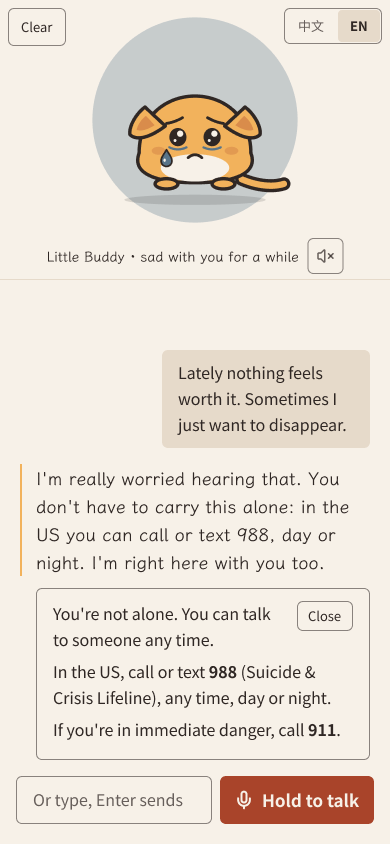 Clear
中文
EN
Little Buddy • sad with you for a while
Lately nothing feels
worth it. Sometimes I
just want to disappear.
I'm really worried hearing that. You
don't have to carry this alone: in the
US you can call or text 988, day or
night. I'm right here with you too.
You're not alone. You can talk
to someone any time.
Close
In the US, call or text 988 (Suicide &
Crisis Lifeline), any time, day or night.
If you're in immediate danger, call 911.
Or type, Enter sends
Hold to talk